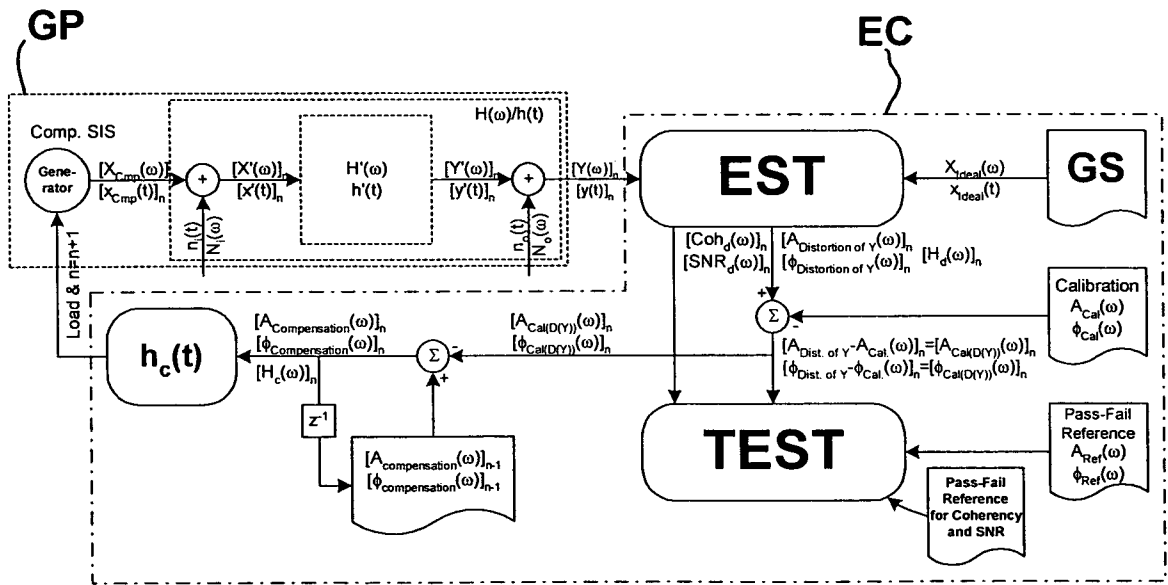 GP
EC
H(ω)/h(t)
Comp. SIS
Gene-
rator
[X_Cmp(ω)]_n
[x_Cmp(t)]_n
+
[X'(ω)]_n
[x'(t)]_n
H'(ω)
h'(t)
[Y'(ω)]_n
[y'(t)]_n
+
[Y(ω)]_n
[y(t)]_n
n_i(t)
N_i(ω)
n_o(t)
N_o(ω)
EST
X_Ideal(ω)
x_Ideal(t)
GS
Load & n=n+1
[Coh_d(ω)]_n
[SNR_d(ω)]_n
[A_Distortion of Y(ω)]_n
[ϕ_Distortion of Y(ω)]_n
[H_d(ω)]_n
+
Σ
-
Calibration
A_Cal(ω)
ϕ_Cal(ω)
h_c(t)
[A_Compensation(ω)]_n
[ϕ_Compensation(ω)]_n
[H_c(ω)]_n
Σ
-
+
[A_Cal(D(Y))(ω)]_n
[ϕ_Cal(D(Y))(ω)]_n
[A_Dist. of Y-A_Cal.(ω)]_n=[A_Cal(D(Y))(ω)]_n
[ϕ_Dist. of Y-ϕ_Cal.(ω)]_n=[ϕ_Cal(D(Y))(ω)]_n
z^-1
[A_compensation(ω)]_n-1
[ϕ_compensation(ω)]_n-1
TEST
Pass-Fail
Reference
A_Ref(ω)
ϕ_Ref(ω)
Pass-Fail
Reference
for Coherency
and SNR